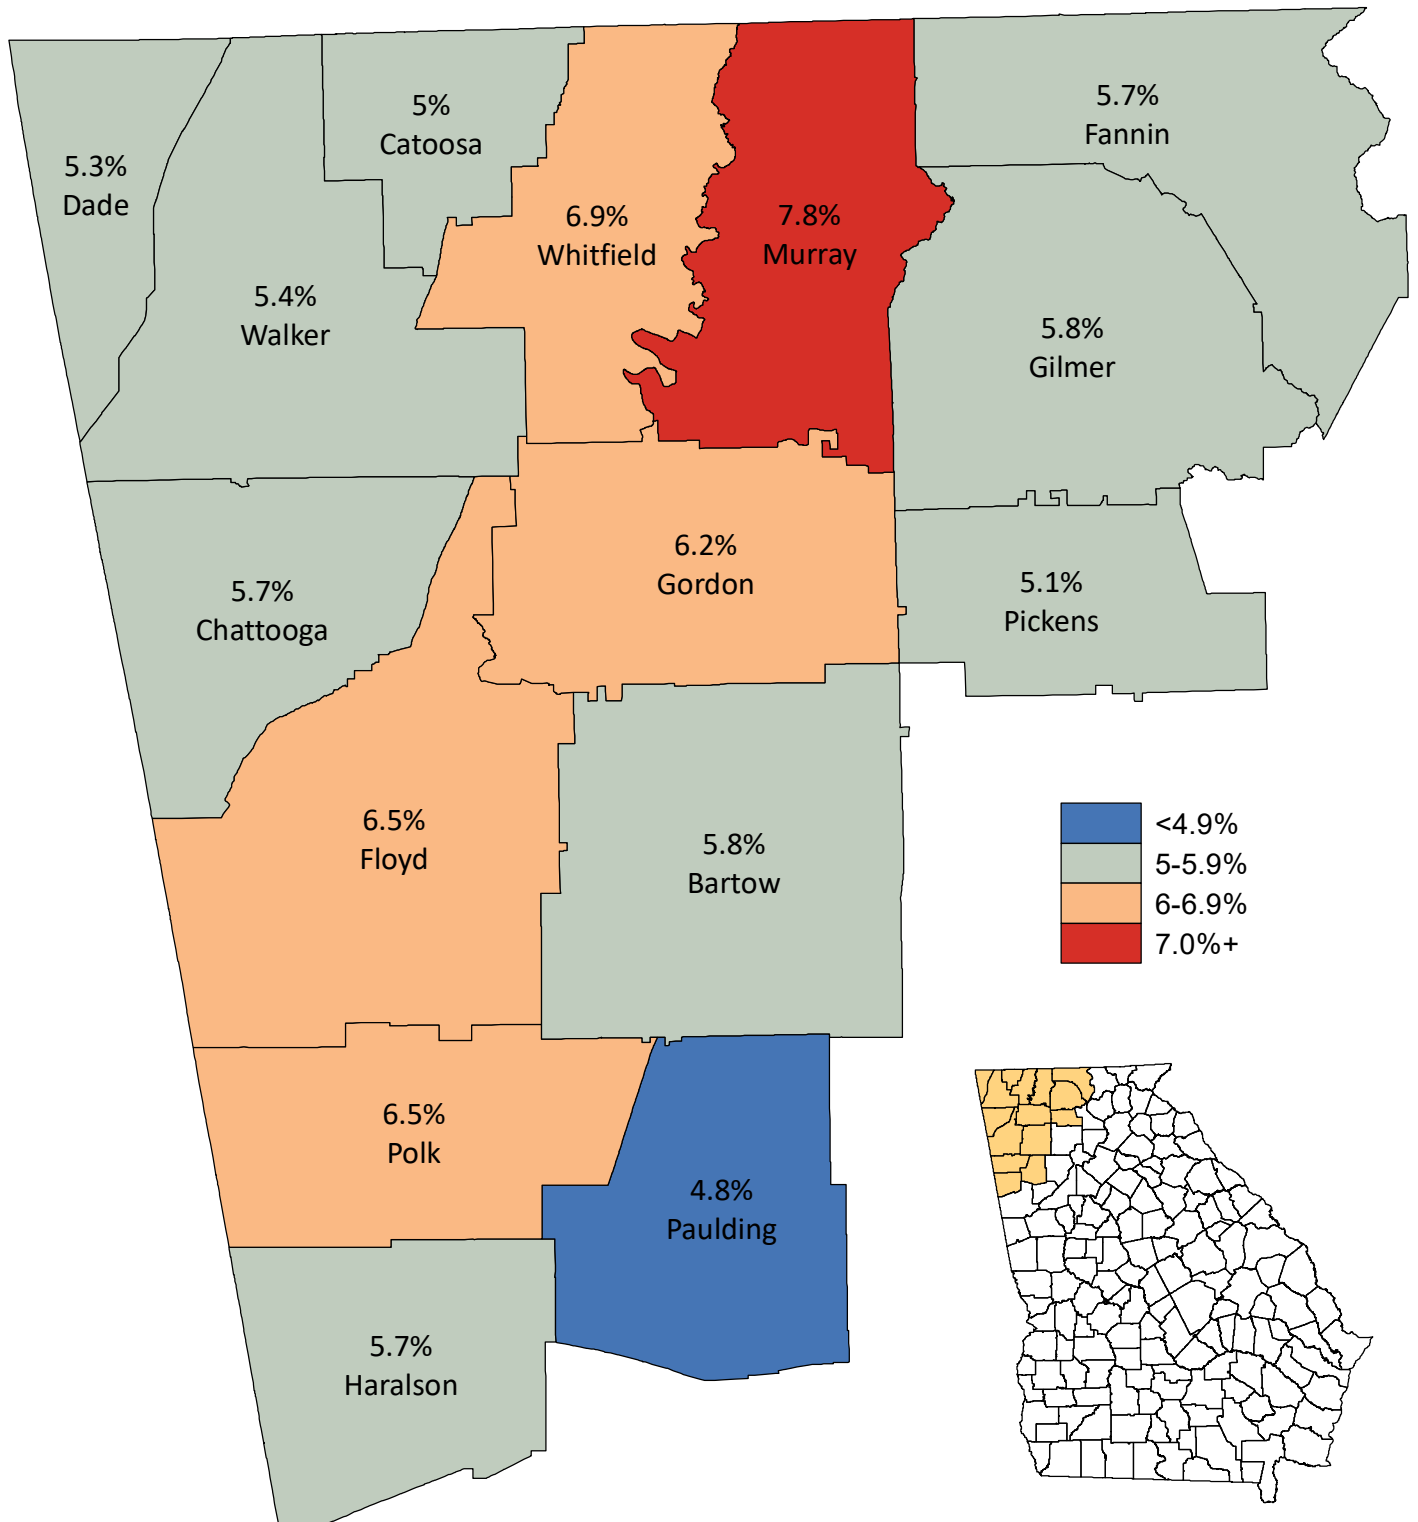 5%
Catoosa
5.7%
Fannin
5.3%
Dade
6.9%
Whitfield
7.8%
Murray
5.4%
Walker
5.8%
Gilmer
6.2%
Gordon
5.7%
Chattooga
5.1%
Pickens
6.5%
Floyd
5.8%
Bartow
<4.9%
5-5.9%
6-6.9%
7.0%+
6.5%
Polk
4.8%
Paulding
5.7%
Haralson